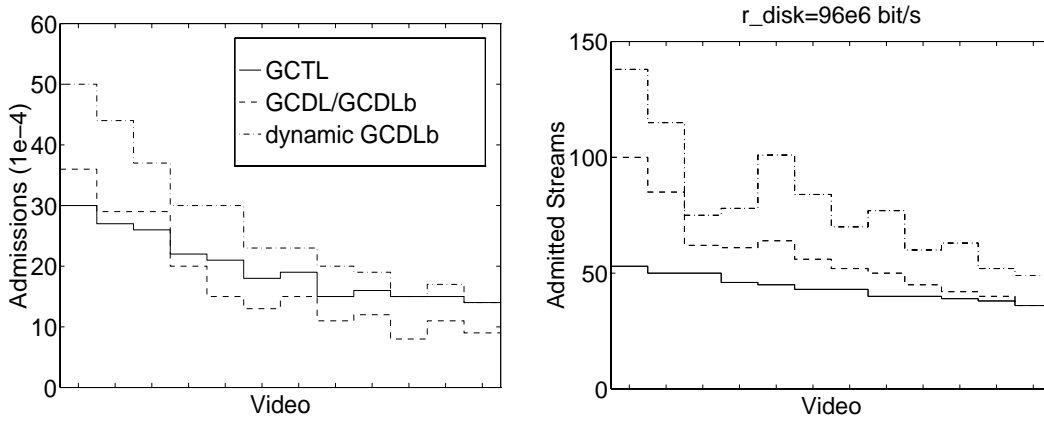 60
50
40
30
20
10
0
Admissions (1e−4)
GCTL
GCDL/GCDLb
dynamic GCDLb
Video
r_disk=96e6 bit/s
150
100
50
0
Admitted Streams
Video